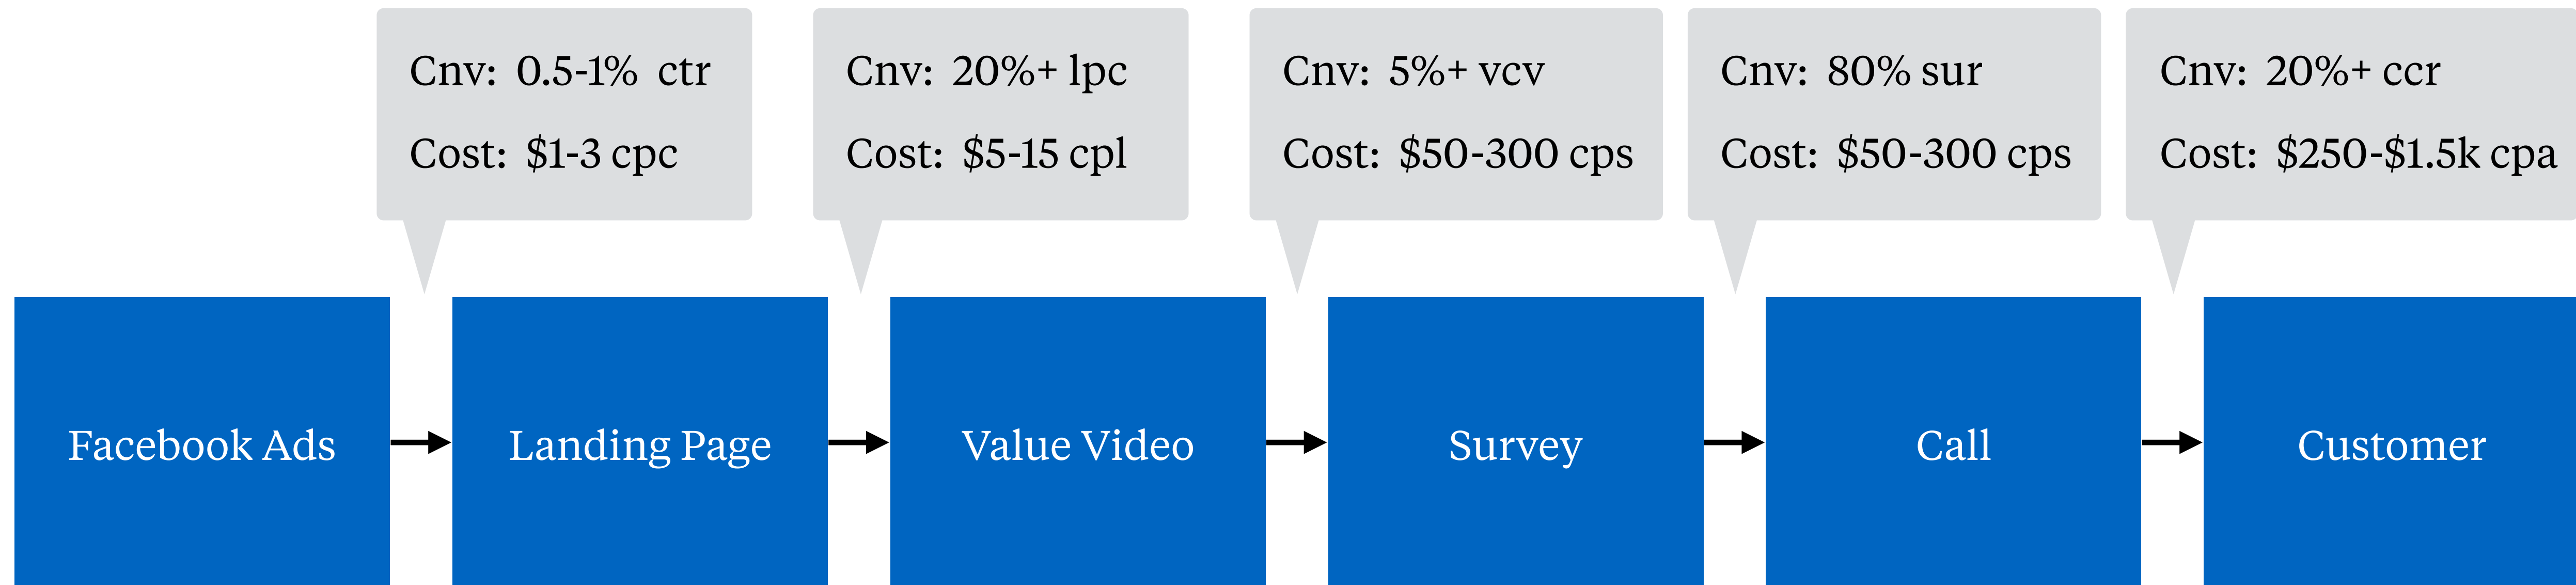 Cnv: 0.5-1% ctr
Cost: $1-3 cpc
Cnv: 20%+ lpc
Cost: $5-15 cpl
Cnv: 5%+ vcv
Cost: $50-300 cps
Cnv: 80% sur
Cost: $50-300 cps
Cnv: 20%+ ccr
Cost: $250-$1.5k cpa
Facebook Ads
Landing Page
Value Video
Survey
Call
Customer